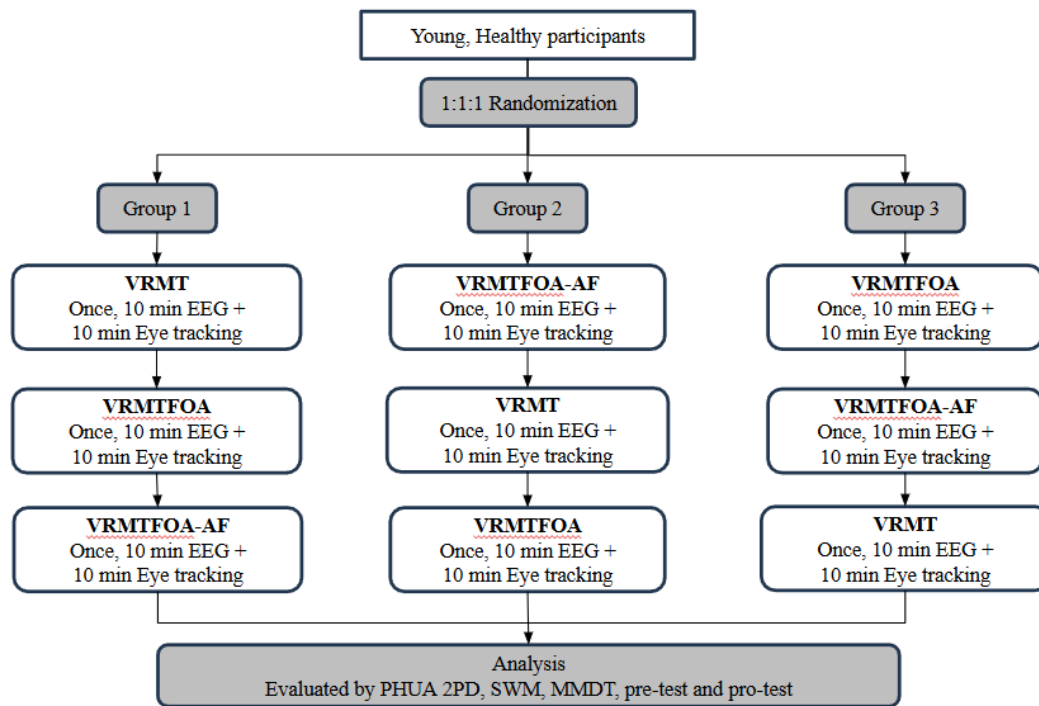 Young, Healthy participants
1:1:1 Randomization
Group 1
Group 2
Group 3
VRMT
Once, 10 min EEG +
10 min Eye tracking
VRMTFOA-AF
Once, 10 min EEG +
10 min Eye tracking
VRMTFOA
Once, 10 min EEG +
10 min Eye tracking
VRMTFOA
Once, 10 min EEG +
10 min Eye tracking
VRMT
Once, 10 min EEG +
10 min Eye tracking
VRMTFOA-AF
Once, 10 min EEG +
10 min Eye tracking
VRMTFOA-AF
Once, 10 min EEG +
10 min Eye tracking
VRMTFOA
Once, 10 min EEG +
10 min Eye tracking
VRMT
Once, 10 min EEG +
10 min Eye tracking
Analysis
Evaluated by PHUA 2PD, SWM, MMDT, pre-test and pro-test